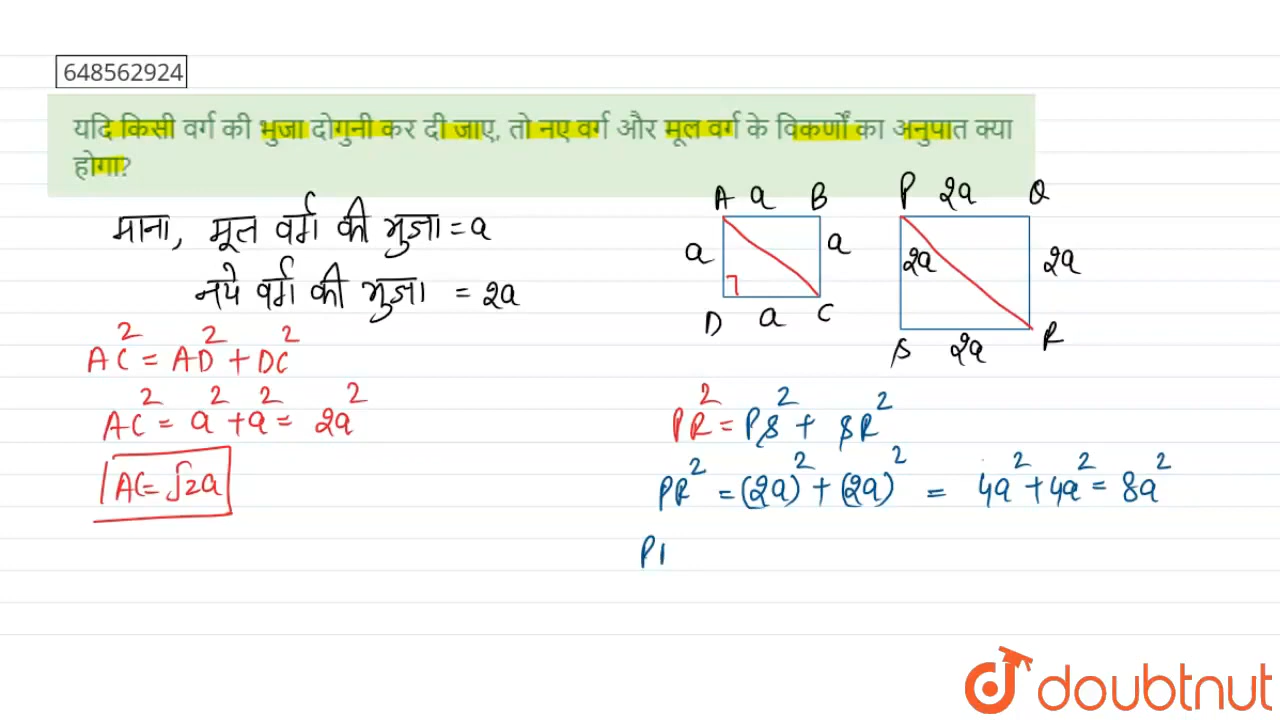 648562924
यदि किसी वर्ग की भुजा दोगुनी कर दी जाए, तो नए वर्ग और मूल वर्ग के विकर्णों का अनुपात क्या
होगा?
माना, मूल वर्ग की भुजा = a
नये वर्ग की भुजा = 2a
A a B
a a
D a C
P 2a Q
2a 2a
S 2a R
AC² = AD² + DC²
AC² = a² + a² = 2a²
AC = √2a
PR² = PS² + SR²
PR² = (2a)² + (2a)² = 4a² + 4a² = 8a²
P
doubtnut